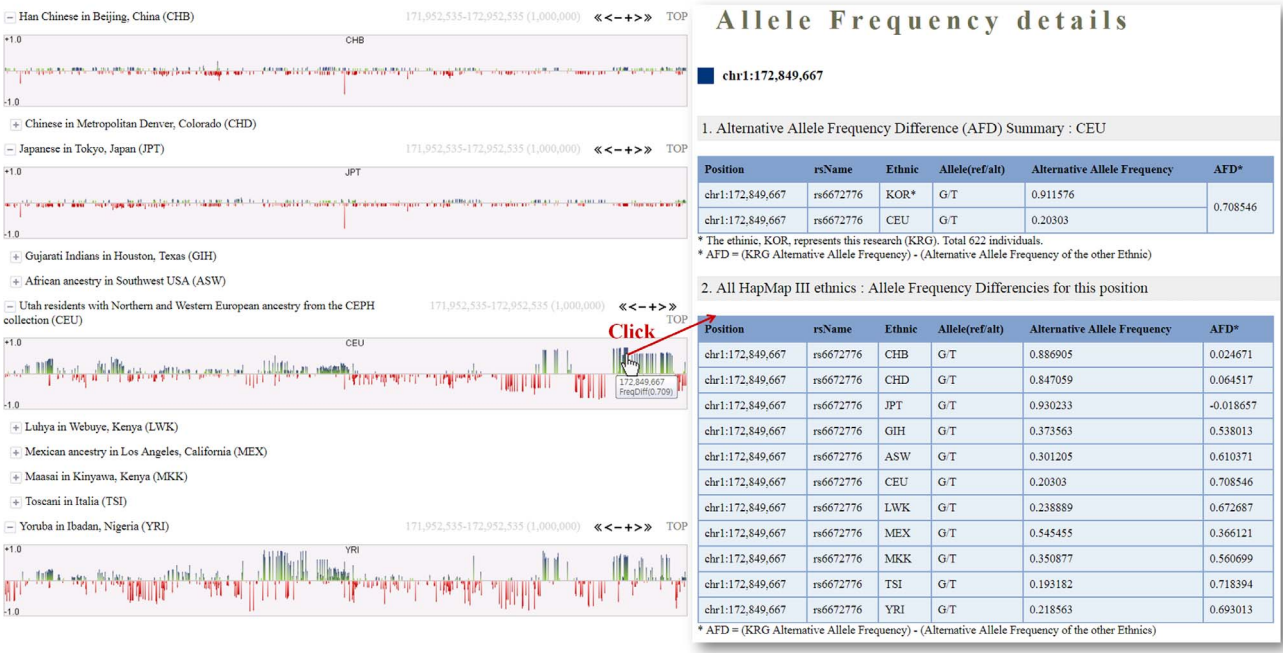 Han Chinese in Beijing, China (CHB) 171,952,535-172,952,535 (1,000,000) «<-+>» TOP
+1.0 CHB
-1.0
Chinese in Metropolitan Denver, Colorado (CHD)
Japanese in Tokyo, Japan (JPT) 171,952,535-172,952,535 (1,000,000) «<-+>» TOP
+1.0 JPT
-1.0
Gujarati Indians in Houston, Texas (GIH)
African ancestry in Southwest USA (ASW)
Utah residents with Northern and Western European ancestry from the CEPH 171,952,535-172,952,535 (1,000,000) «<-+>»
collection (CEU) TOP
Click
+1.0 CEU
172,849,667
FreqDiff(0.709)
-1.0
Luhya in Webuye, Kenya (LWK)
Mexican ancestry in Los Angeles, California (MEX)
Maasai in Kinyawa, Kenya (MKK)
Toscani in Italia (TSI)
Yoruba in Ibadan, Nigeria (YRI) 171,952,535-172,952,535 (1,000,000) «<-+>» TOP
+1.0 YRI
-1.0
Allele Frequency details
chr1:172,849,667
1. Alternative Allele Frequency Difference (AFD) Summary : CEU
Position rsName Ethnic Allele(ref/alt) Alternative Allele Frequency AFD*
chr1:172,849,667 rs6672776 KOR* G/T 0.911576 0.708546
chr1:172,849,667 rs6672776 CEU G/T 0.20303
* The ethinic, KOR, represents this research (KRG). Total 622 individuals.
* AFD = (KRG Alternative Allele Frequency) - (Alternative Allele Frequency of the other Ethnic)
2. All HapMap III ethnics : Allele Frequency Differencies for this position
Position rsName Ethnic Allele(ref/alt) Alternative Allele Frequency AFD*
chr1:172,849,667 rs6672776 CHB G/T 0.886905 0.024671
chr1:172,849,667 rs6672776 CHD G/T 0.847059 0.064517
chr1:172,849,667 rs6672776 JPT G/T 0.930233 -0.018657
chr1:172,849,667 rs6672776 GIH G/T 0.373563 0.538013
chr1:172,849,667 rs6672776 ASW G/T 0.301205 0.610371
chr1:172,849,667 rs6672776 CEU G/T 0.20303 0.708546
chr1:172,849,667 rs6672776 LWK G/T 0.238889 0.672687
chr1:172,849,667 rs6672776 MEX G/T 0.545455 0.366121
chr1:172,849,667 rs6672776 MKK G/T 0.350877 0.560699
chr1:172,849,667 rs6672776 TSI G/T 0.193182 0.718394
chr1:172,849,667 rs6672776 YRI G/T 0.218563 0.693013
* AFD = (KRG Alternative Allele Frequency) - (Alternative Allele Frequency of the other Ethnics)